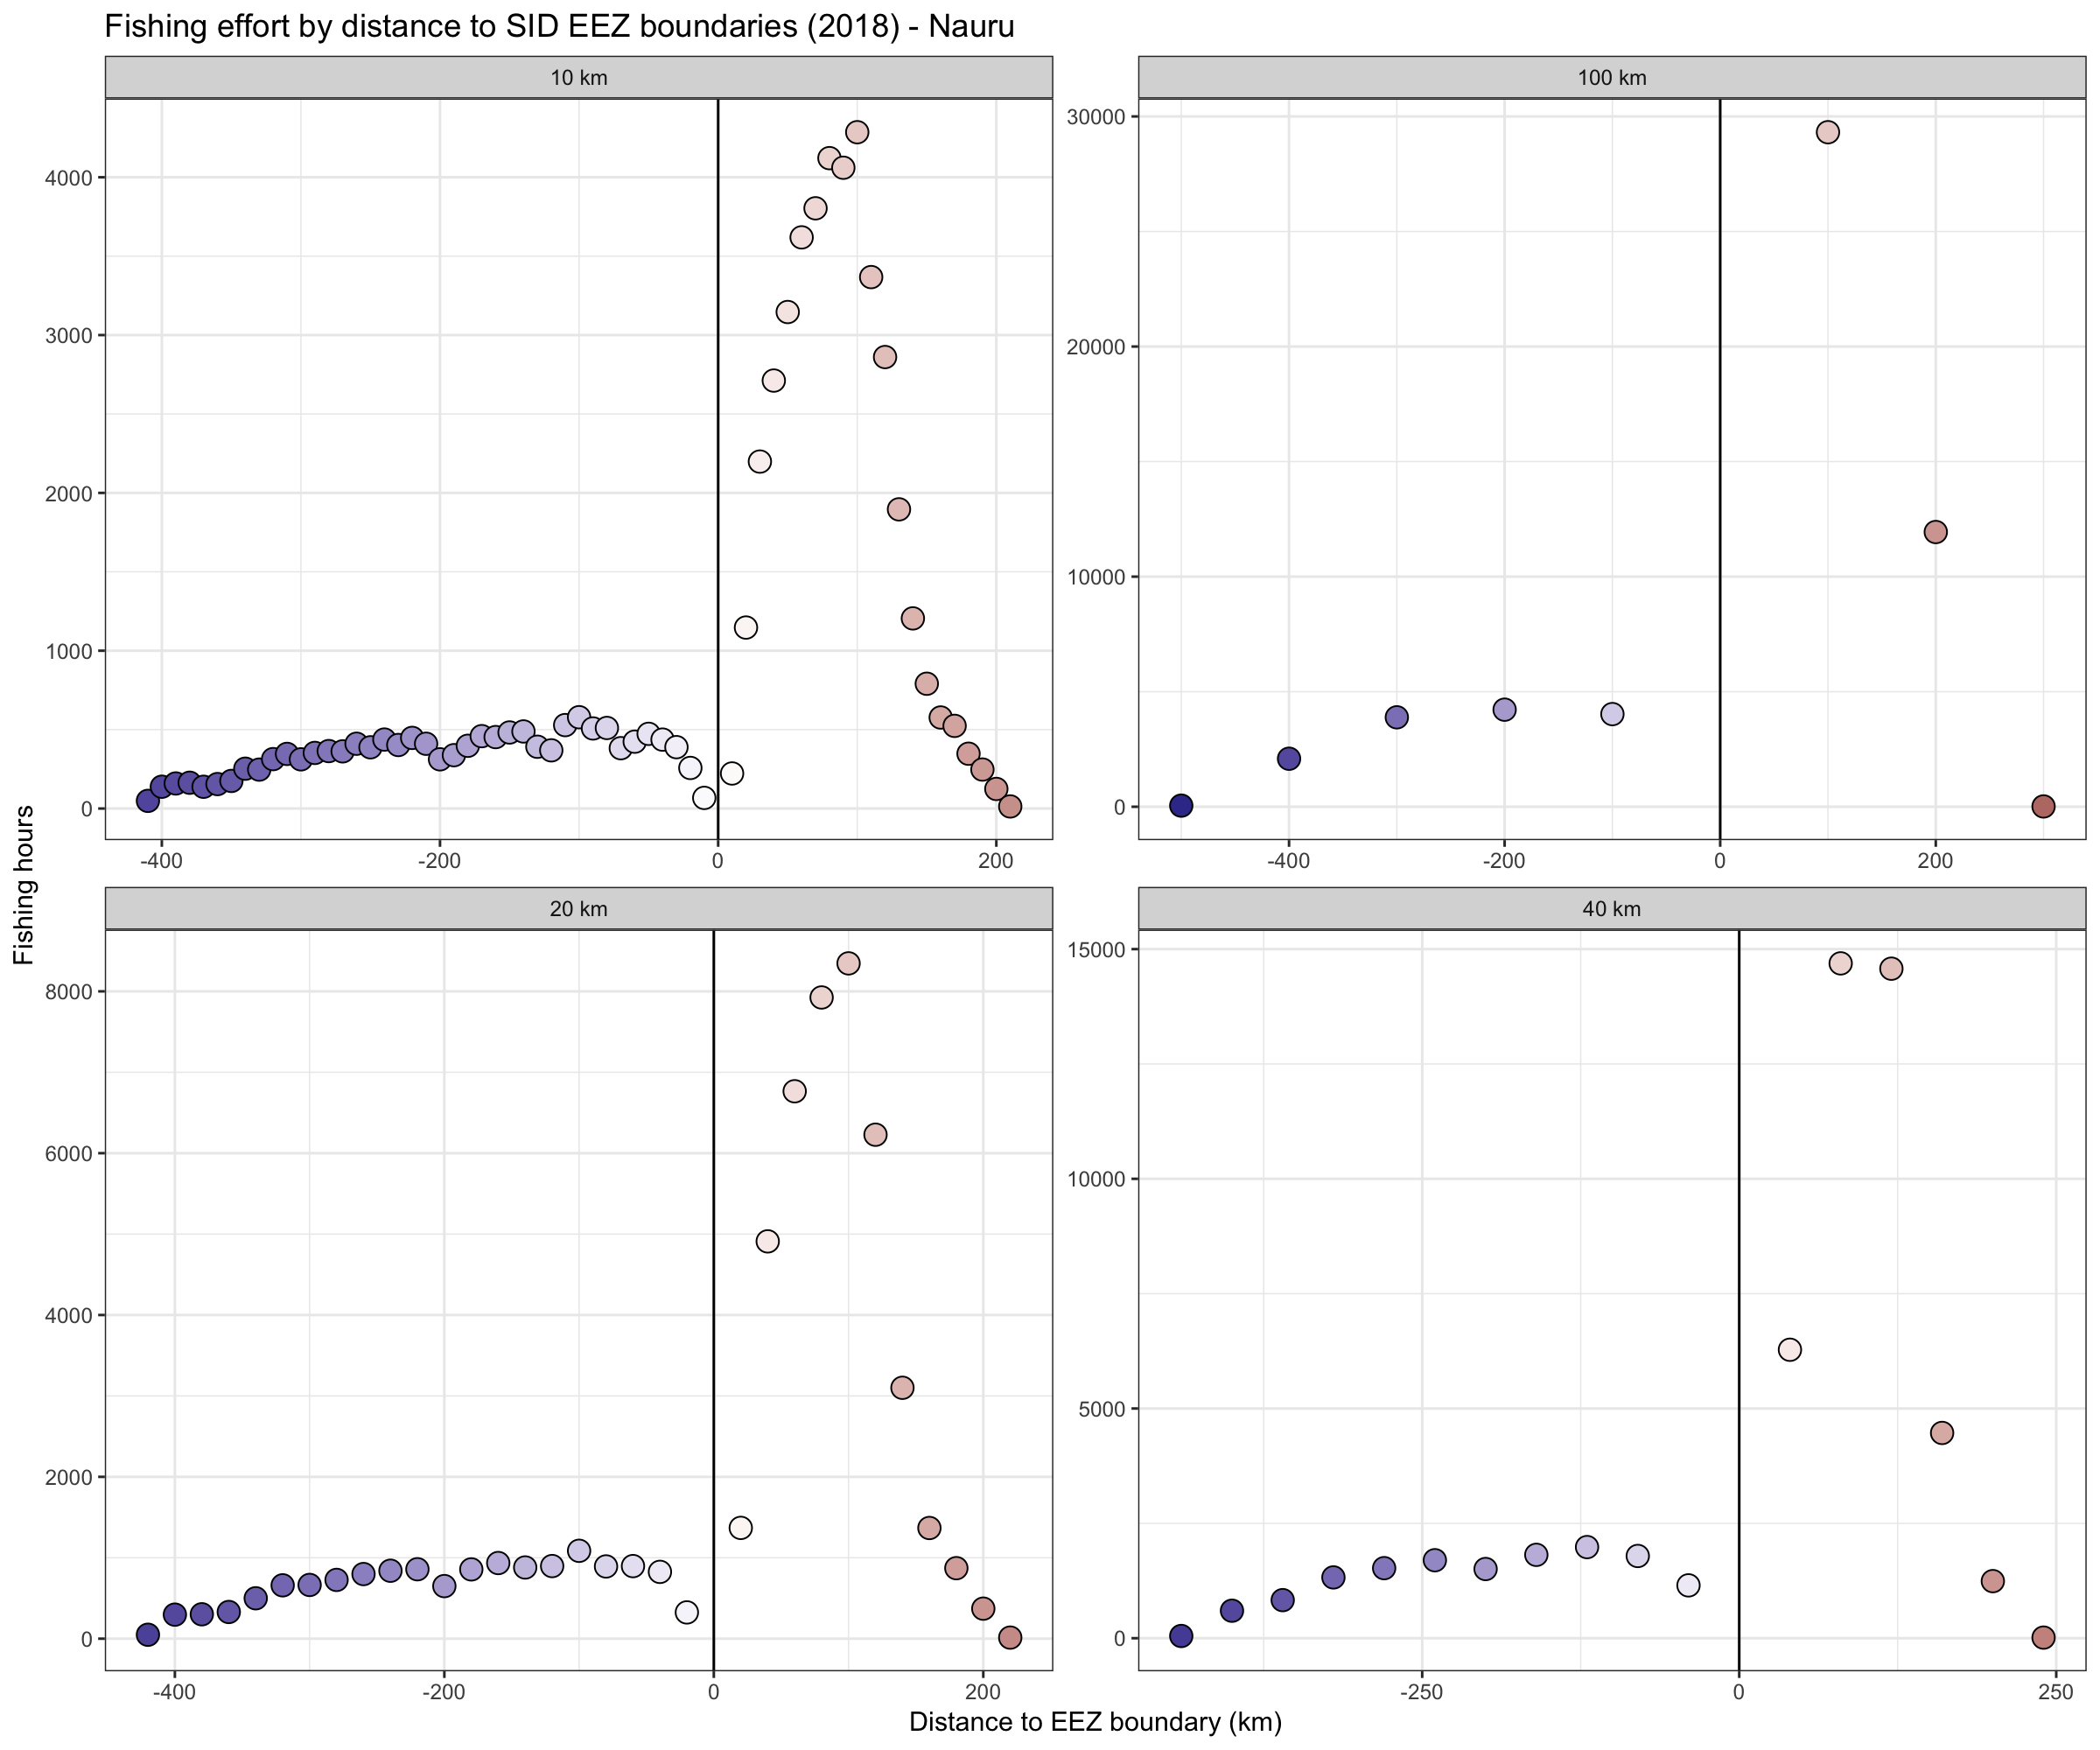 Fishing effort by distance to SID EEZ boundaries (2018) - Nauru
10 km
4000
3000
2000
1000
0
-400 -200 0 200
100 km
30000
20000
10000
0
-400 -200 0 200
20 km
8000
6000
4000
2000
0
-400 -200 0 200
40 km
15000
10000
5000
0
-250 0 250
Fishing hours
Distance to EEZ boundary (km)